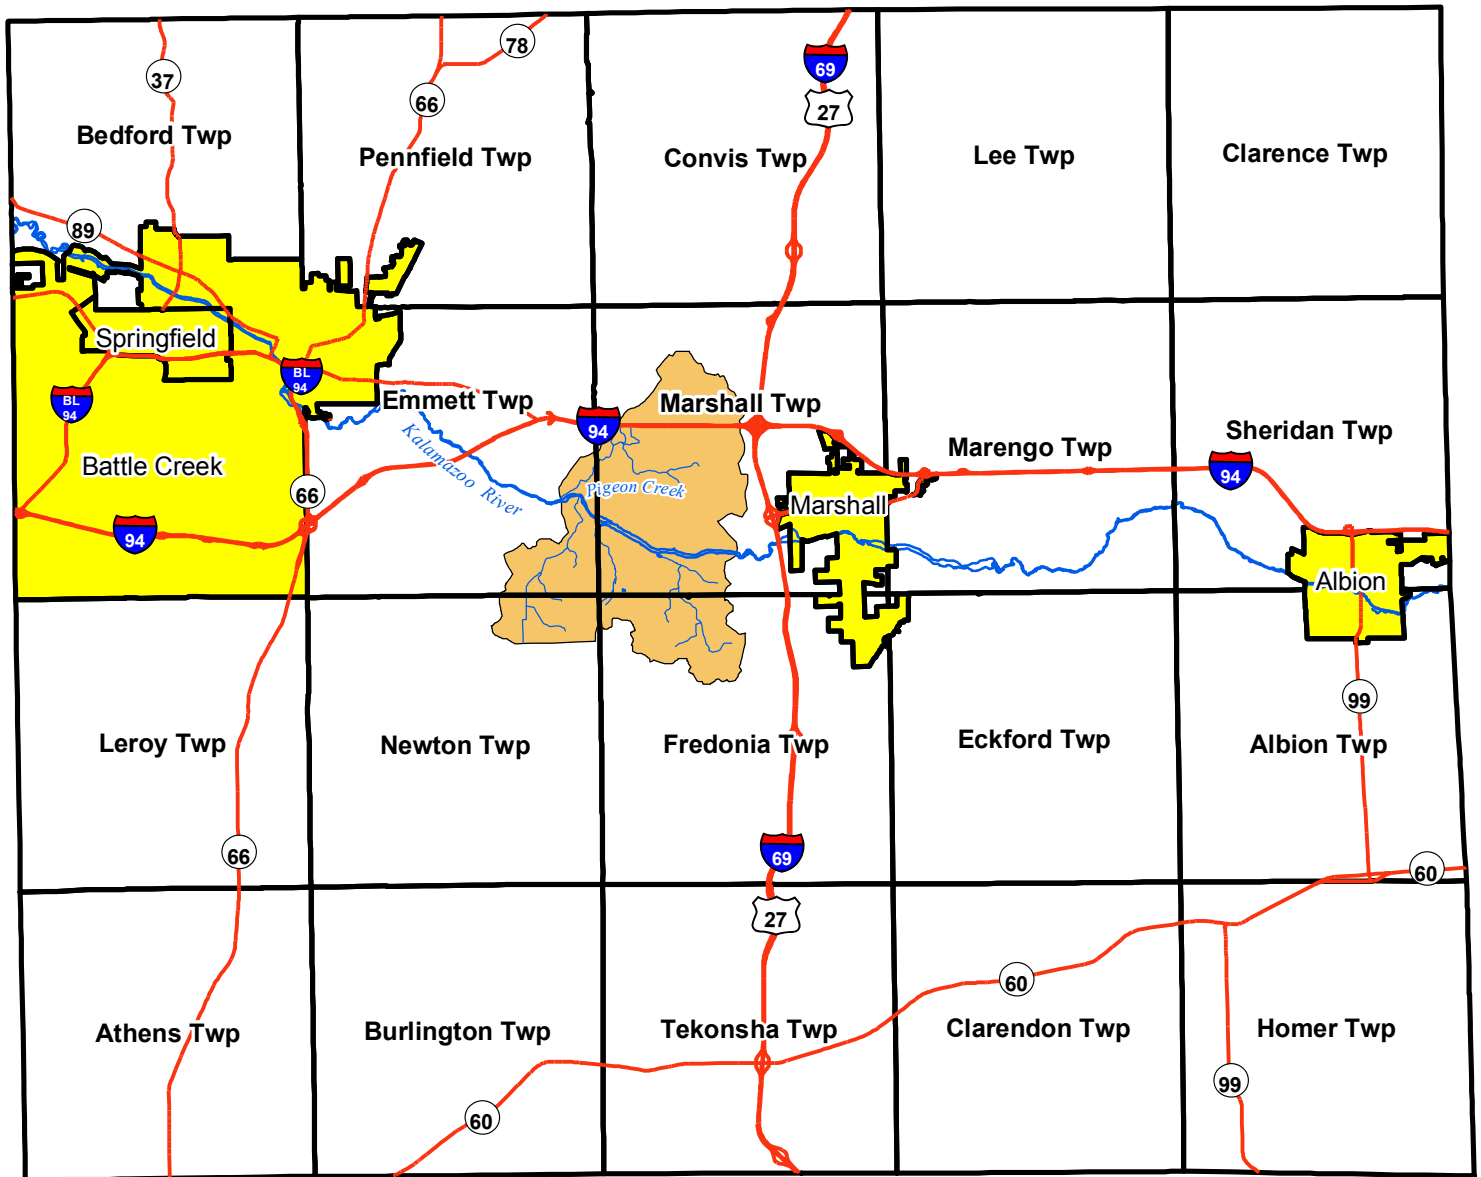 78
69
37
66
27
Bedford Twp
Pennfield Twp
Convis Twp
Lee Twp
Clarence Twp
89
Springfield
BL
94
BL
94
Emmett Twp
Marshall Twp
94
Marengo Twp
Sheridan Twp
Battle Creek
Kalamazoo River
Pigeon Creek
94
66
Marshall
94
Albion
99
Leroy Twp
Newton Twp
Fredonia Twp
Eckford Twp
Albion Twp
66
69
60
27
60
Athens Twp
Burlington Twp
Tekonsha Twp
Clarendon Twp
Homer Twp
60
99